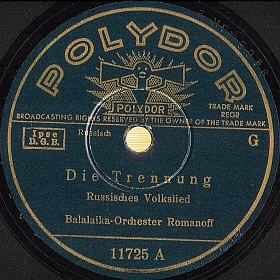 POLYDOR
POLYDOR
TRADE MARK
REGR
BROADCASTING RIGHTS RESERVED BY THE OWNER OF THE TRADE MARK
Ipse
D.G.B.
Russisch
G
Die Trennung
Russisches Volkslied
Balalaika-Orchester Romanoff
11725 A